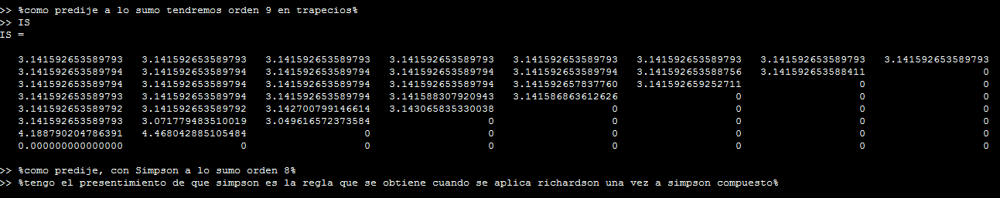 >> %como predije a lo sumo tendremos orden 9 en trapecios%
>> IS
IS =
3.141592653589793 3.141592653589793 3.141592653589793 3.141592653589793 3.141592653589793 3.141592653589793 3.141592653589793 3.141592653589793
3.141592653589794 3.141592653589794 3.141592653589794 3.141592653589794 3.141592653589794 3.141592653588756 3.141592653588411 0
3.141592653589794 3.141592653589794 3.141592653589794 3.141592653589794 3.141592657837760 3.141592659252711 0 0
3.141592653589793 3.141592653589794 3.141592653589794 3.141588307920943 3.141586863612626 0 0 0
3.141592653589792 3.141592653589792 3.142700799146614 3.143065835330038 0 0 0 0
3.141592653589793 3.071779483510019 3.049616572373584 0 0 0 0 0
4.188790204786391 4.468042885105484 0 0 0 0 0 0
0.000000000000000 0 0 0 0 0 0 0
>> %como predije, con Simpson a lo sumo orden 8%
>> %tengo el presentimiento de que simpson es la regla que se obtiene cuando se aplica richardson una vez a simpson compuesto%